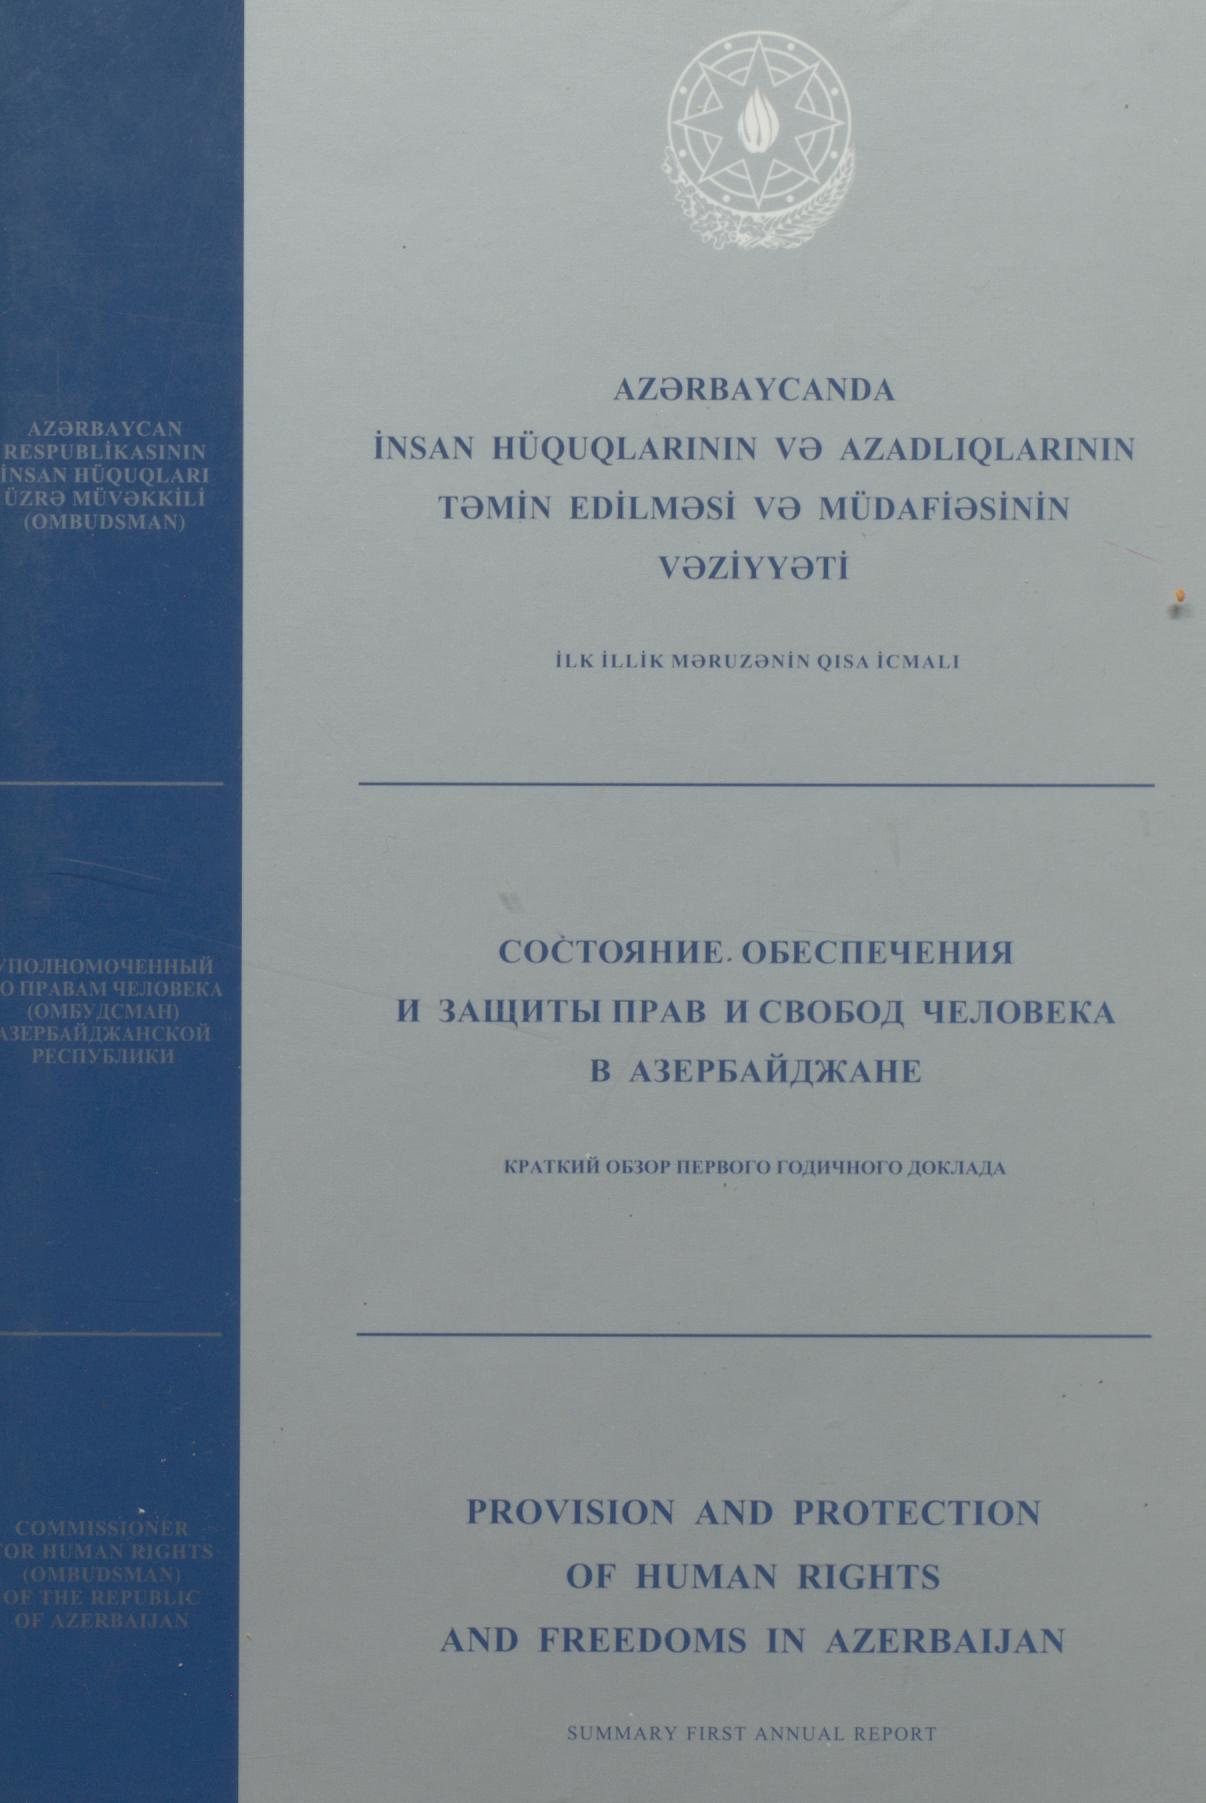 AZƏRBAYCAN
RESPUBLİKASININ
İNSAN HÜQUQLARI
ÜZRƏ MÜVƏKKİLİ
(OMBUDSMAN)
AZƏRBAYCANDA
İNSAN HÜQUQLARININ VƏ AZADLIQLARININ
TƏMİN EDİLMƏSİ VƏ MÜDAFİƏSİNİN
VƏZİYYƏTİ
İLK İLLİK MƏRUZƏNİN QISA İCMALI
УПОЛНОМОЧЕННЫЙ
О ПРАВАМ ЧЕЛОВЕКА
(ОМБУДСМАН)
АЗЕРБАЙДЖАНСКОЙ
РЕСПУБЛИКИ
СОСТОЯНИЕ ОБЕСПЕЧЕНИЯ
И ЗАЩИТЫ ПРАВ И СВОБОД ЧЕЛОВЕКА
В АЗЕРБАЙДЖАНЕ
КРАТКИЙ ОБЗОР ПЕРВОГО ГОДИЧНОГО ДОКЛАДА
COMMISSIONER
OR HUMAN RIGHTS
(OMBUDSMAN)
OF THE REPUBLIC
OF AZERBAIJAN
PROVISION AND PROTECTION
OF HUMAN RIGHTS
AND FREEDOMS IN AZERBAIJAN
SUMMARY FIRST ANNUAL REPORT